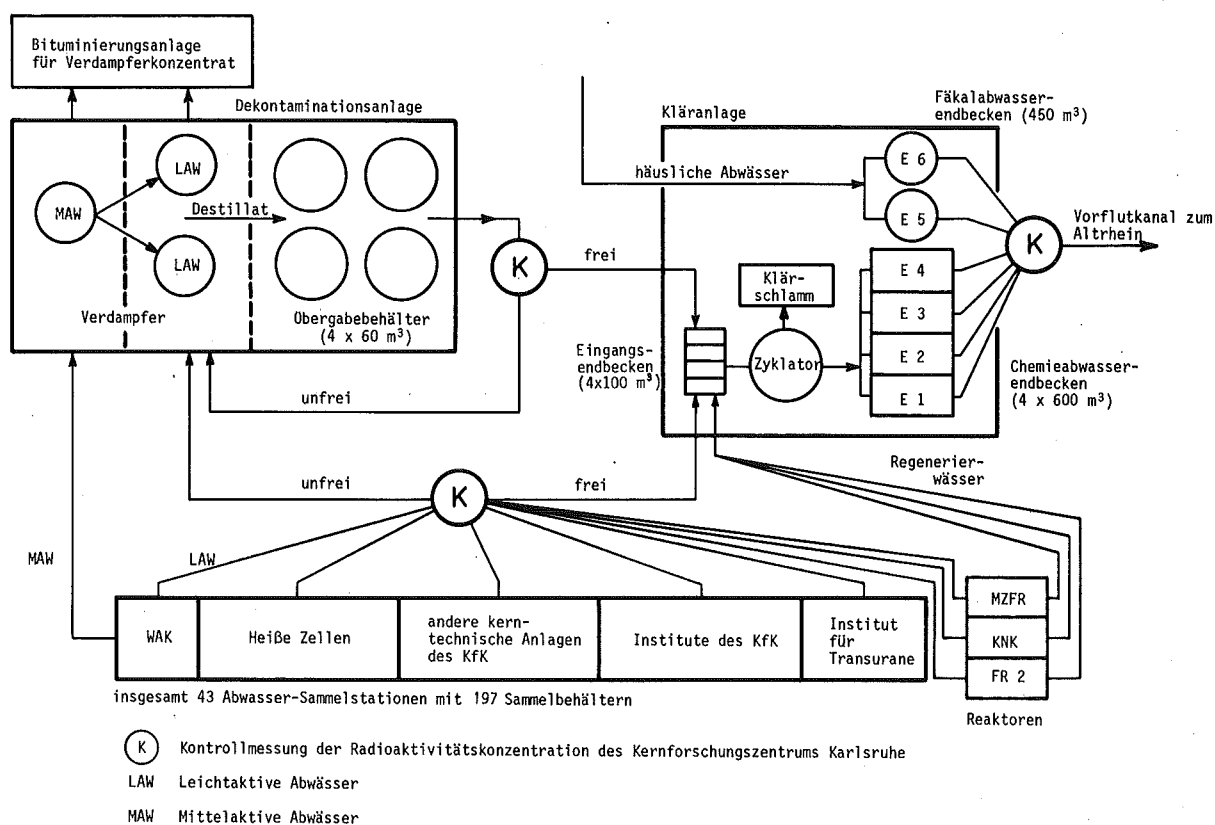 Bituminierungsanlage
für Verdampferkonzentrat
Dekontaminationsanlage
MAW
LAW
LAW
Destillat
Verdampfer
Obergabebehälter
(4 x 60 m³)
K
frei
unfrei
Kläranlage
Fäkalabwasser-
endbecken (450 m³)
häusliche Abwässer
E 6
E 5
K
Vorflutkanal zum
Altrhein
Klär-
schlamm
E 4
E 3
E 2
E 1
Zyklator
Eingangs-
endbecken
(4x100 m³)
Chemieabwasser-
endbecken
(4 x 600 m³)
Regenerier-
wässer
unfrei
K
frei
MAW
LAW
WAK
Heiße Zellen
andere kern-
technische Anlagen
des KfK
Institute des KfK
Institut
für
Transurane
MZFR
KNK
FR 2
Reaktoren
insgesamt 43 Abwasser-Sammelstationen mit 197 Sammelbehältern
K Kontrollmessung der Radioaktivitätskonzentration des Kernforschungszentrums Karlsruhe
LAW Leichtaktive Abwässer
MAW Mittelaktive Abwässer